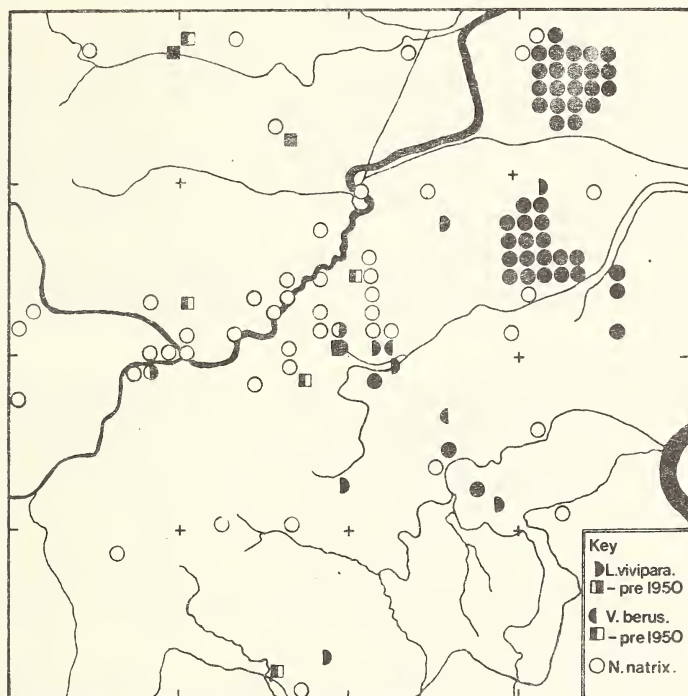 Key
L.vivipara.
- pre 1950
V. berus.
- pre 1950
N. natrix.